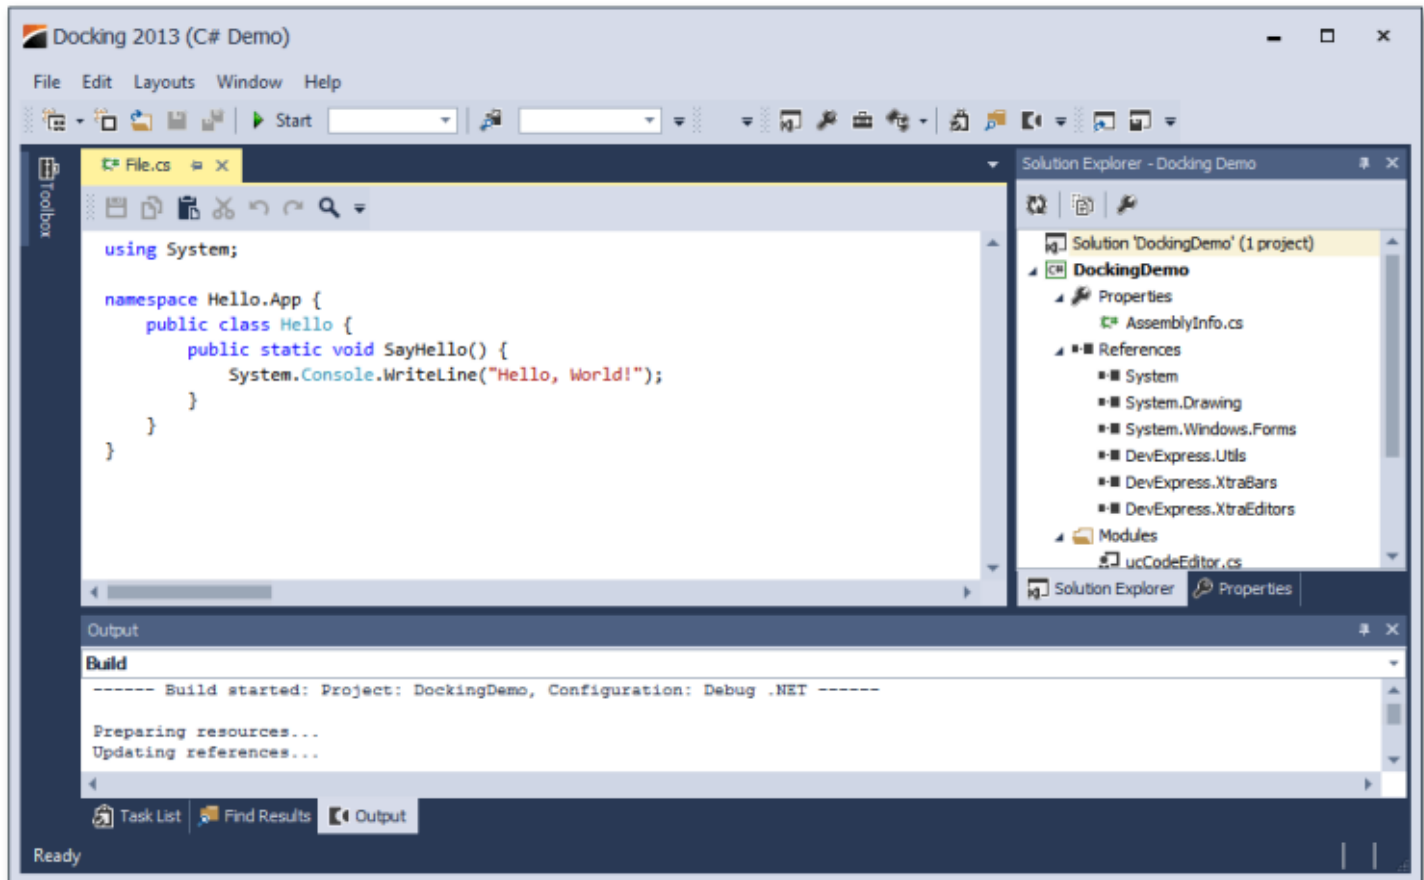 Docking 2013 (C# Demo)
File Edit Layouts Window Help
Start
Toolbox
C# File.cs
using System;
namespace Hello.App {
public class Hello {
public static void SayHello() {
System.Console.WriteLine("Hello, World!");
}
}
}
Solution Explorer - Docking Demo
Solution 'DockingDemo' (1 project)
C# DockingDemo
Properties
C# AssemblyInfo.cs
References
System
System.Drawing
System.Windows.Forms
DevExpress.Utils
DevExpress.XtraBars
DevExpress.XtraEditors
Modules
ucCodeEditor.cs
Solution Explorer Properties
Output
Build
------ Build started: Project: DockingDemo, Configuration: Debug .NET ------
Preparing resources...
Updating references...
Task List Find Results Output
Ready